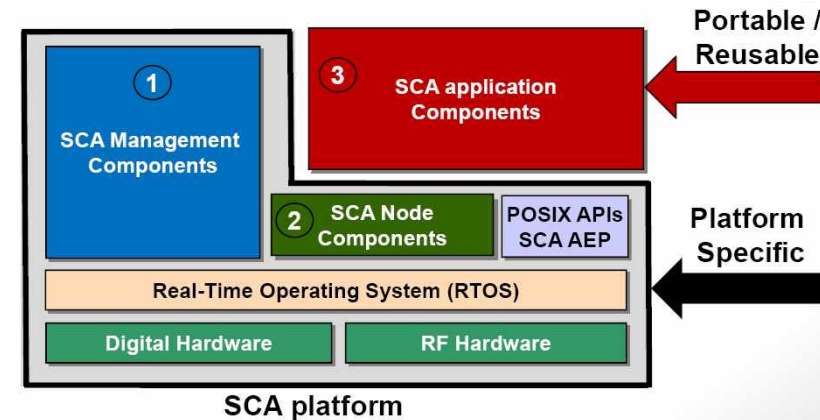 Portable /
Reusable
1
SCA Management
Components
3
SCA application
Components
2
SCA Node
Components
POSIX APIs
SCA AEP
Platform
Specific
Real-Time Operating System (RTOS)
Digital Hardware
RF Hardware
SCA platform